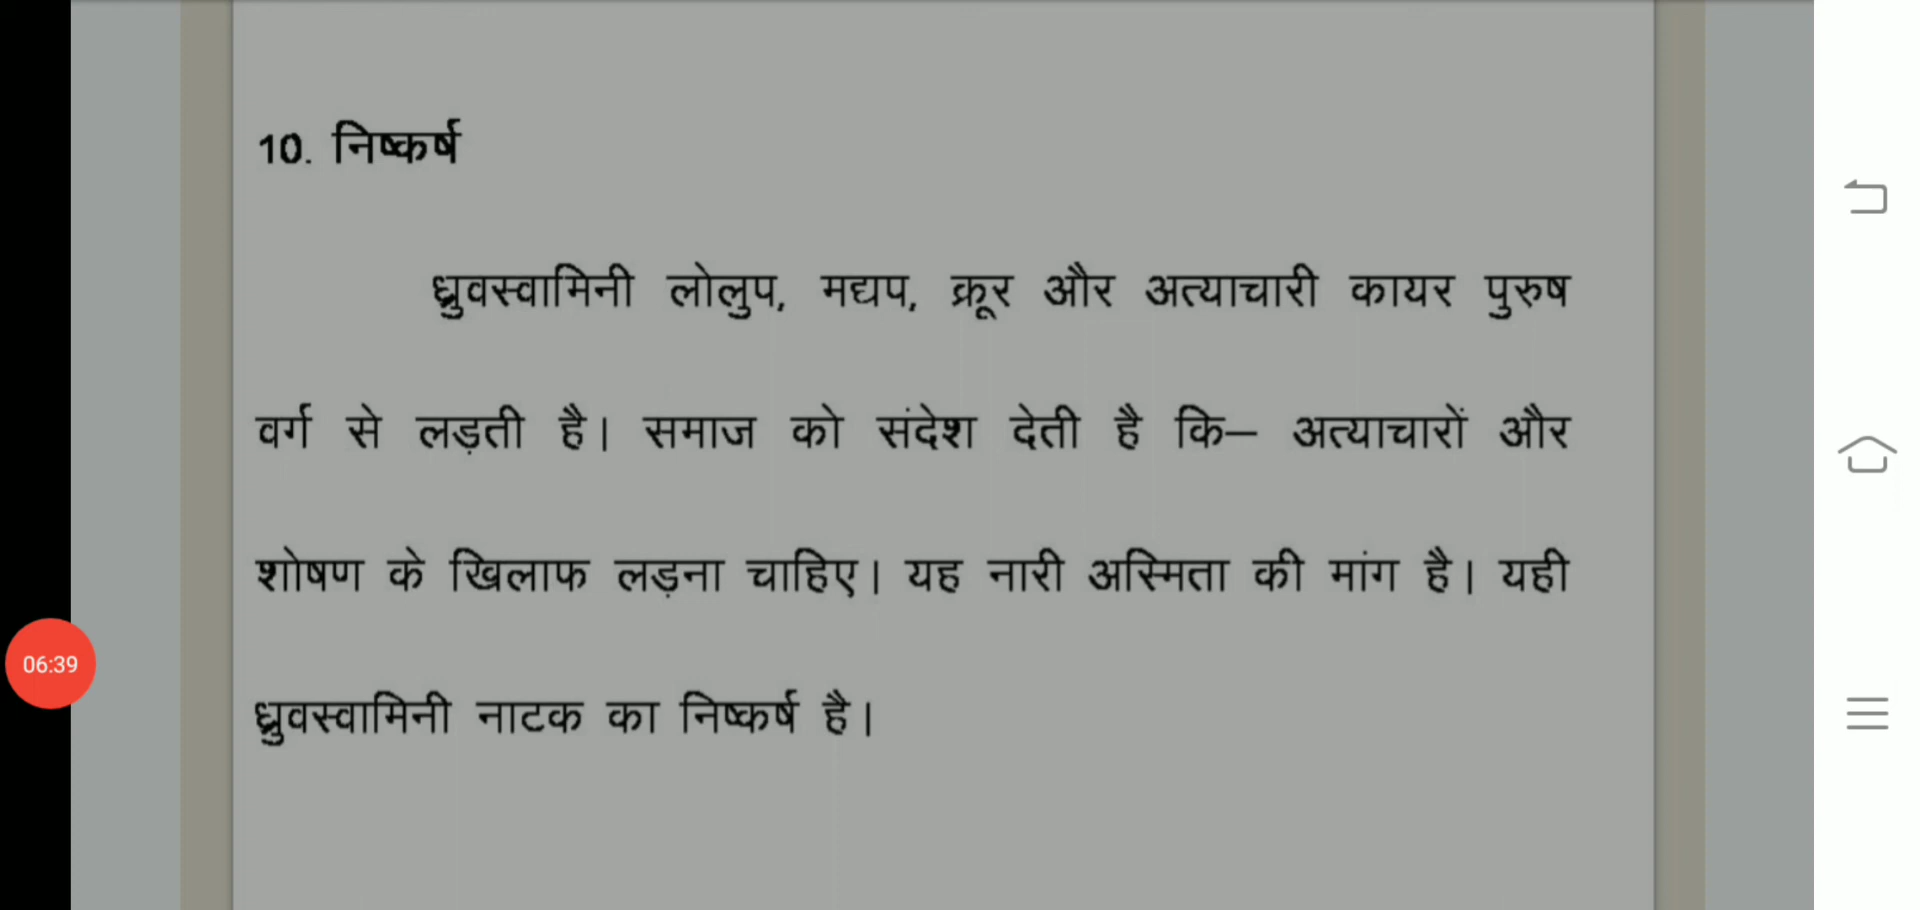 10. निष्कर्ष
ध्रुवस्वामिनी लोलुप, मद्यप, क्रूर और अत्याचारी कायर पुरुष
वर्ग से लड़ती है। समाज को संदेश देती है कि– अत्याचारों और
शोषण के खिलाफ लड़ना चाहिए। यह नारी अस्मिता की मांग है। यही
ध्रुवस्वामिनी नाटक का निष्कर्ष है।
06:39